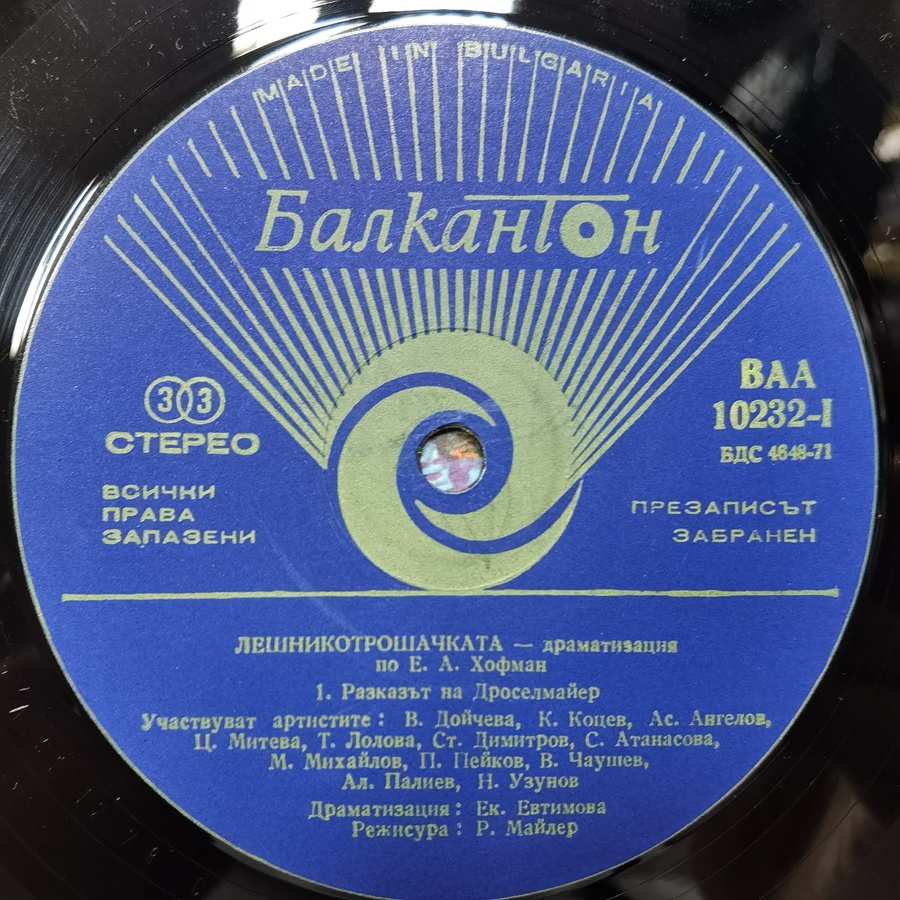 MADE IN BULGARIA
Балкантон
33
СТЕРЕО
ВАА
10232-I
БДС 4648-71
ВСИЧКИ
ПРАВА
ЗАПАЗЕНИ
ПРЕЗАПИСЪТ
ЗАБРАНЕН
ЛЕШНИКОТРОШАЧКАТА — драматизация
по Е. А. Хофман
1. Разказът на Дроселмайер
Участвуват артистите: В. Дойчева, К. Коцев, Ас. Ангелов,
Ц. Митева, Т. Лолова, Ст. Димитров, С. Атанасова,
М. Михайлов, П. Пейков, В. Чаушев,
Ал. Палиев, Н. Узунов
Драматизация: Ек. Евтимова
Режисура: Р. Майлер